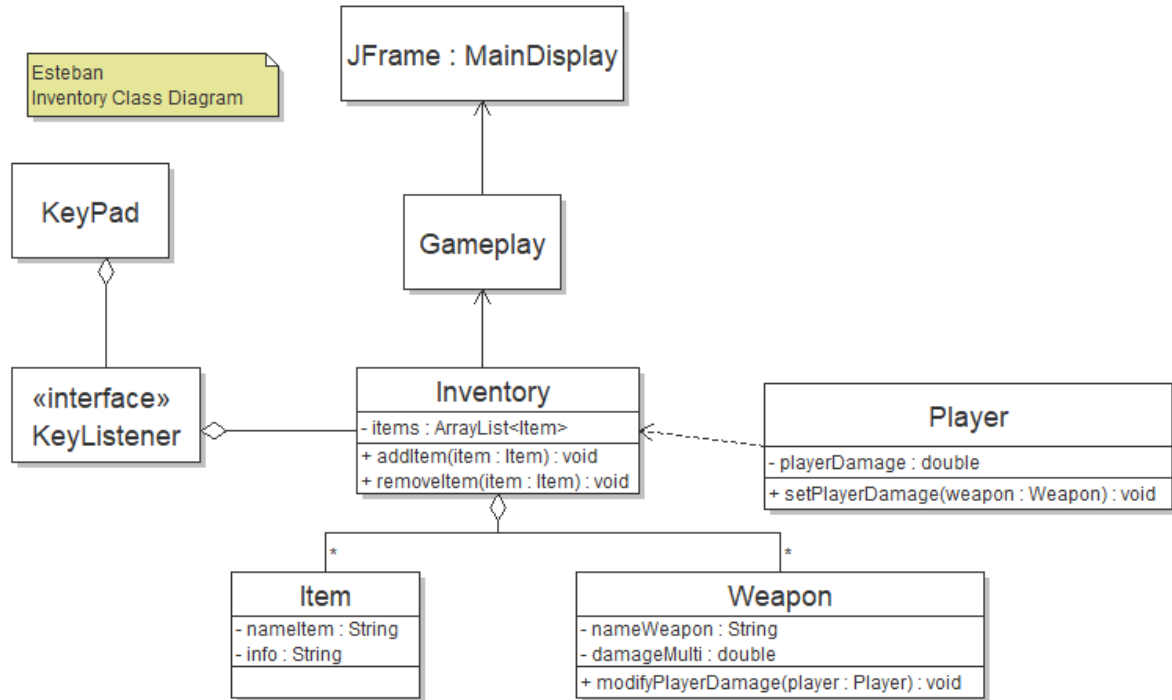 JFrame : MainDisplay
Esteban
Inventory Class Diagram
KeyPad
Gameplay
«interface»
KeyListener
Inventory
- items : ArrayList<Item>
+ addItem(item : Item) : void
+ removeItem(item : Item) : void
Player
- playerDamage : double
+ setPlayerDamage(weapon : Weapon) : void
*
*
Item
- nameItem : String
- info : String
Weapon
- nameWeapon : String
- damageMulti : double
+ modifyPlayerDamage(player : Player) : void